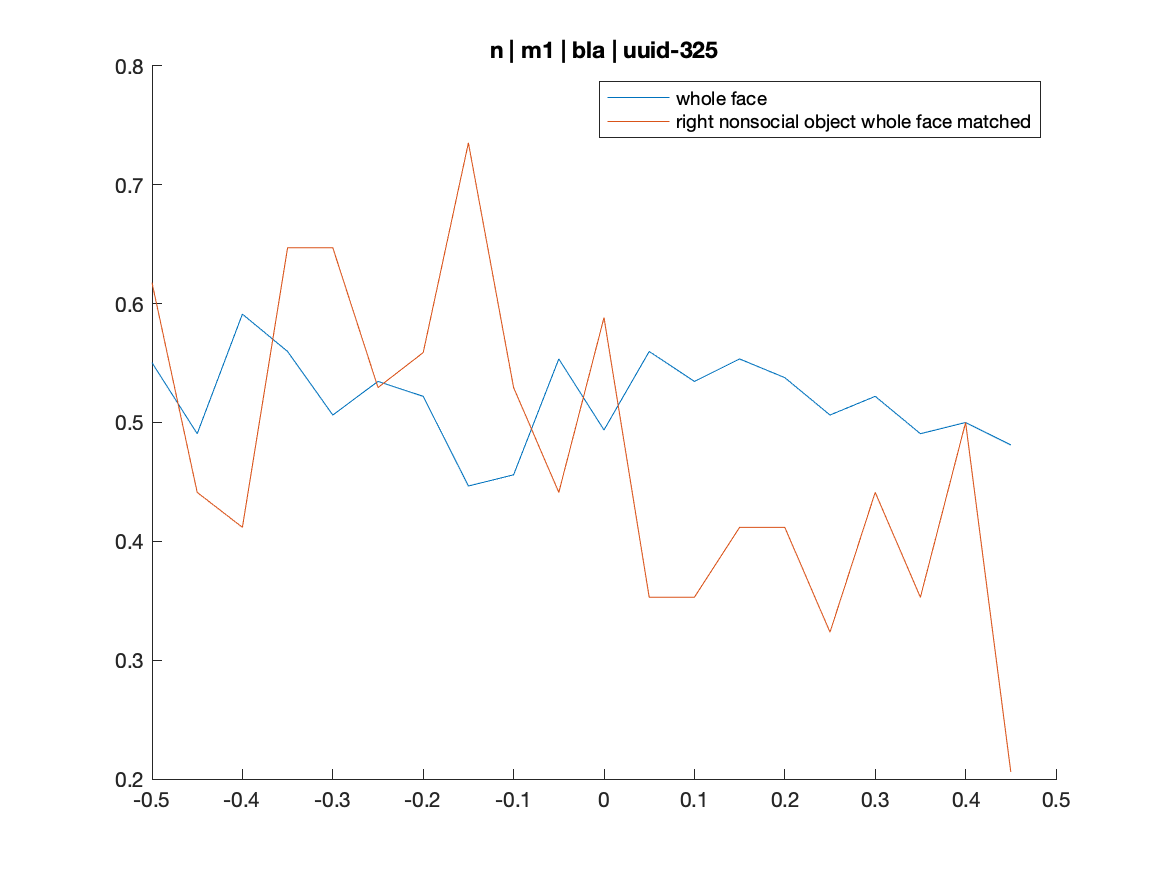 n | m1 | bla | uuid-325
whole face
right nonsocial object whole face matched
0.8
0.7
0.6
0.5
0.4
0.3
0.2
-0.5 -0.4 -0.3 -0.2 -0.1 0 0.1 0.2 0.3 0.4 0.5